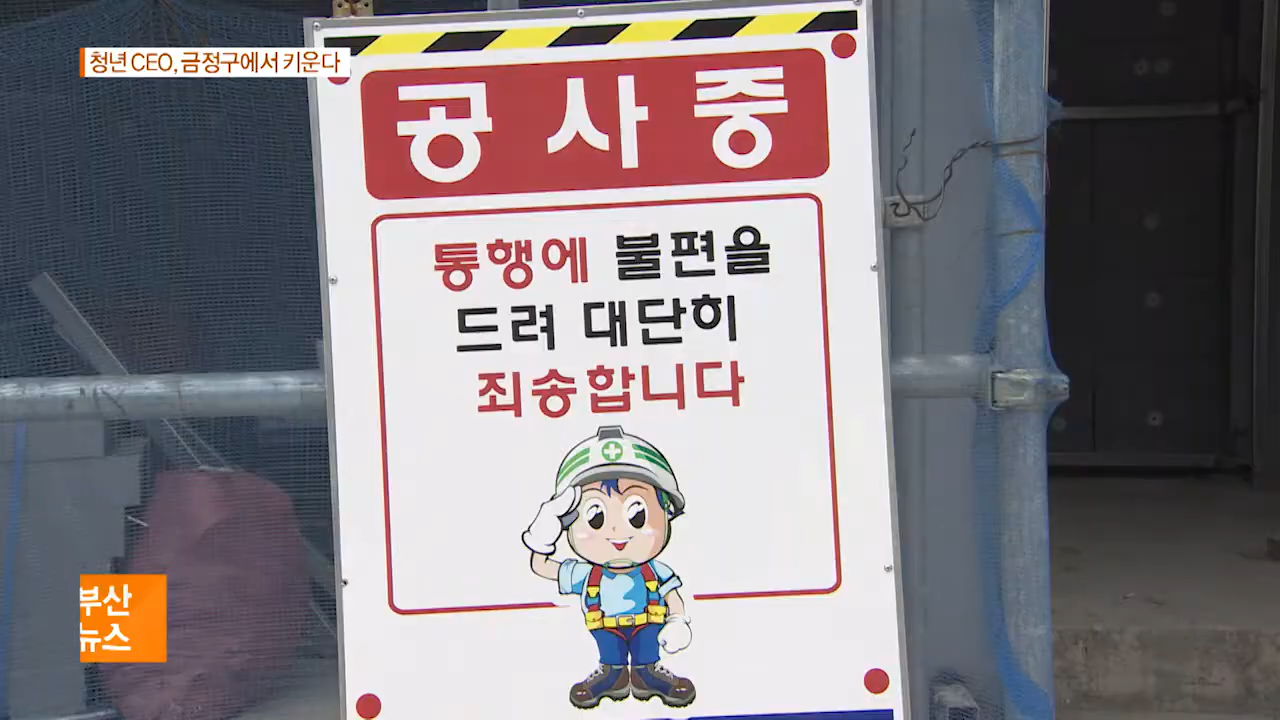 청년 CEO, 금정구에서 키운다
공사중
통행에 불편을
드려 대단히
죄송합니다
부산
뉴스